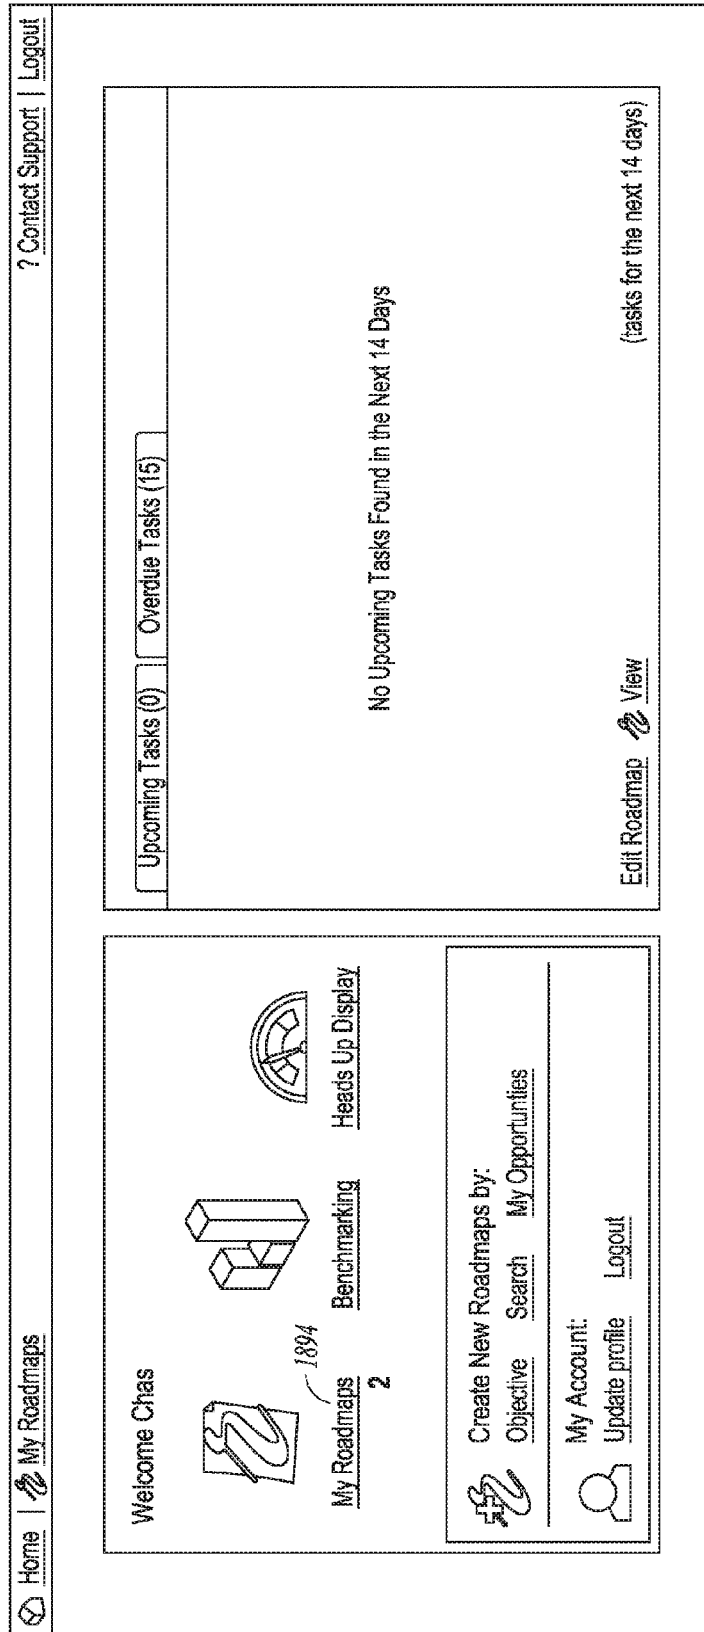 Home | My Roadmaps
? Contact Support | Logout
Welcome Chas
1894
My Roadmaps
2
Benchmarking
Heads Up Display
Create New Roadmaps by:
Objective Search My Opportunties
My Account:
Update profile Logout
Upcoming Tasks (0) Overdue Tasks (15)
No Upcoming Tasks Found in the Next 14 Days
Edit Roadmap View
(tasks for the next 14 days)